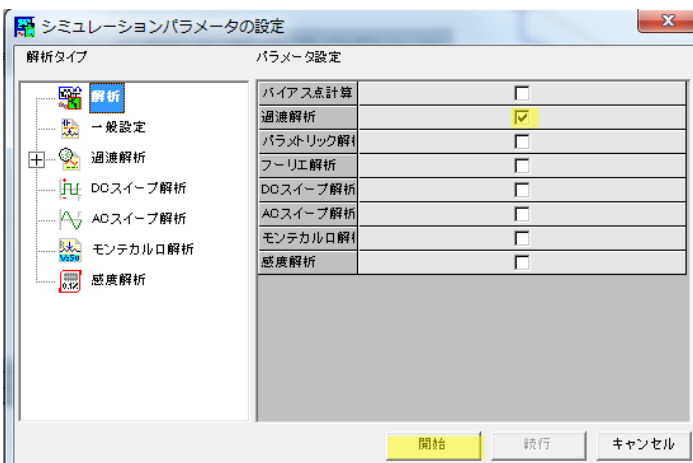 シミュレーションパラメータの設定
解析タイプ
パラメータ設定
解析
一般設定
過渡解析
DCスイープ解析
ACスイープ解析
モンテカルロ解析
感度解析
バイアス点計算
過渡解析
パラメトリック解
フーリエ解析
DCスイープ解析
ACスイープ解析
モンテカルロ解
感度解析
開始
続行
キャンセル